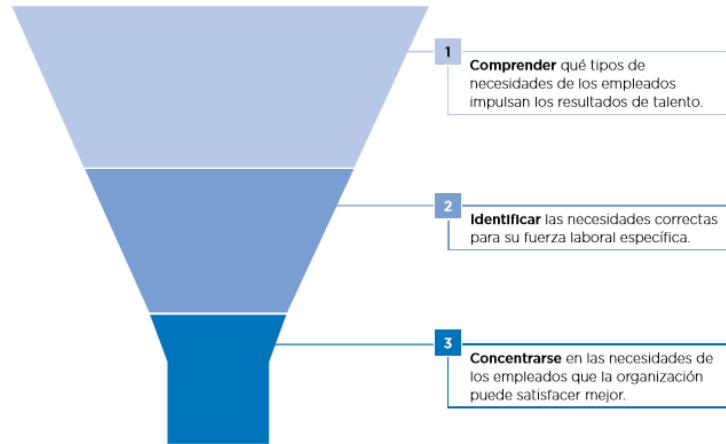 1
Comprender qué tipos de
necesidades de los empleados
impulsan los resultados de talento.
2
Identificar las necesidades correctas
para su fuerza laboral específica.
3
Concentrarse en las necesidades de
los empleados que la organización
puede satisfacer mejor.